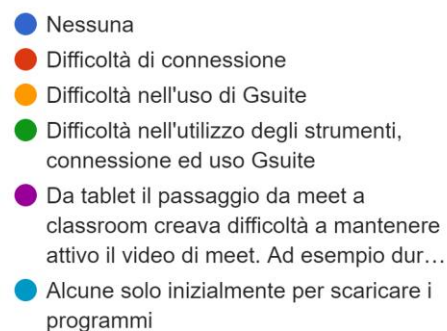 Nessuna
Difficoltà di connessione
Difficoltà nell'uso di Gsuite
Difficoltà nell'utilizzo degli strumenti,
connessione ed uso Gsuite
Da tablet il passaggio da meet a
classroom creava difficoltà a mantenere
attivo il video di meet. Ad esempio dur…
Alcune solo inizialmente per scaricare i
programmi